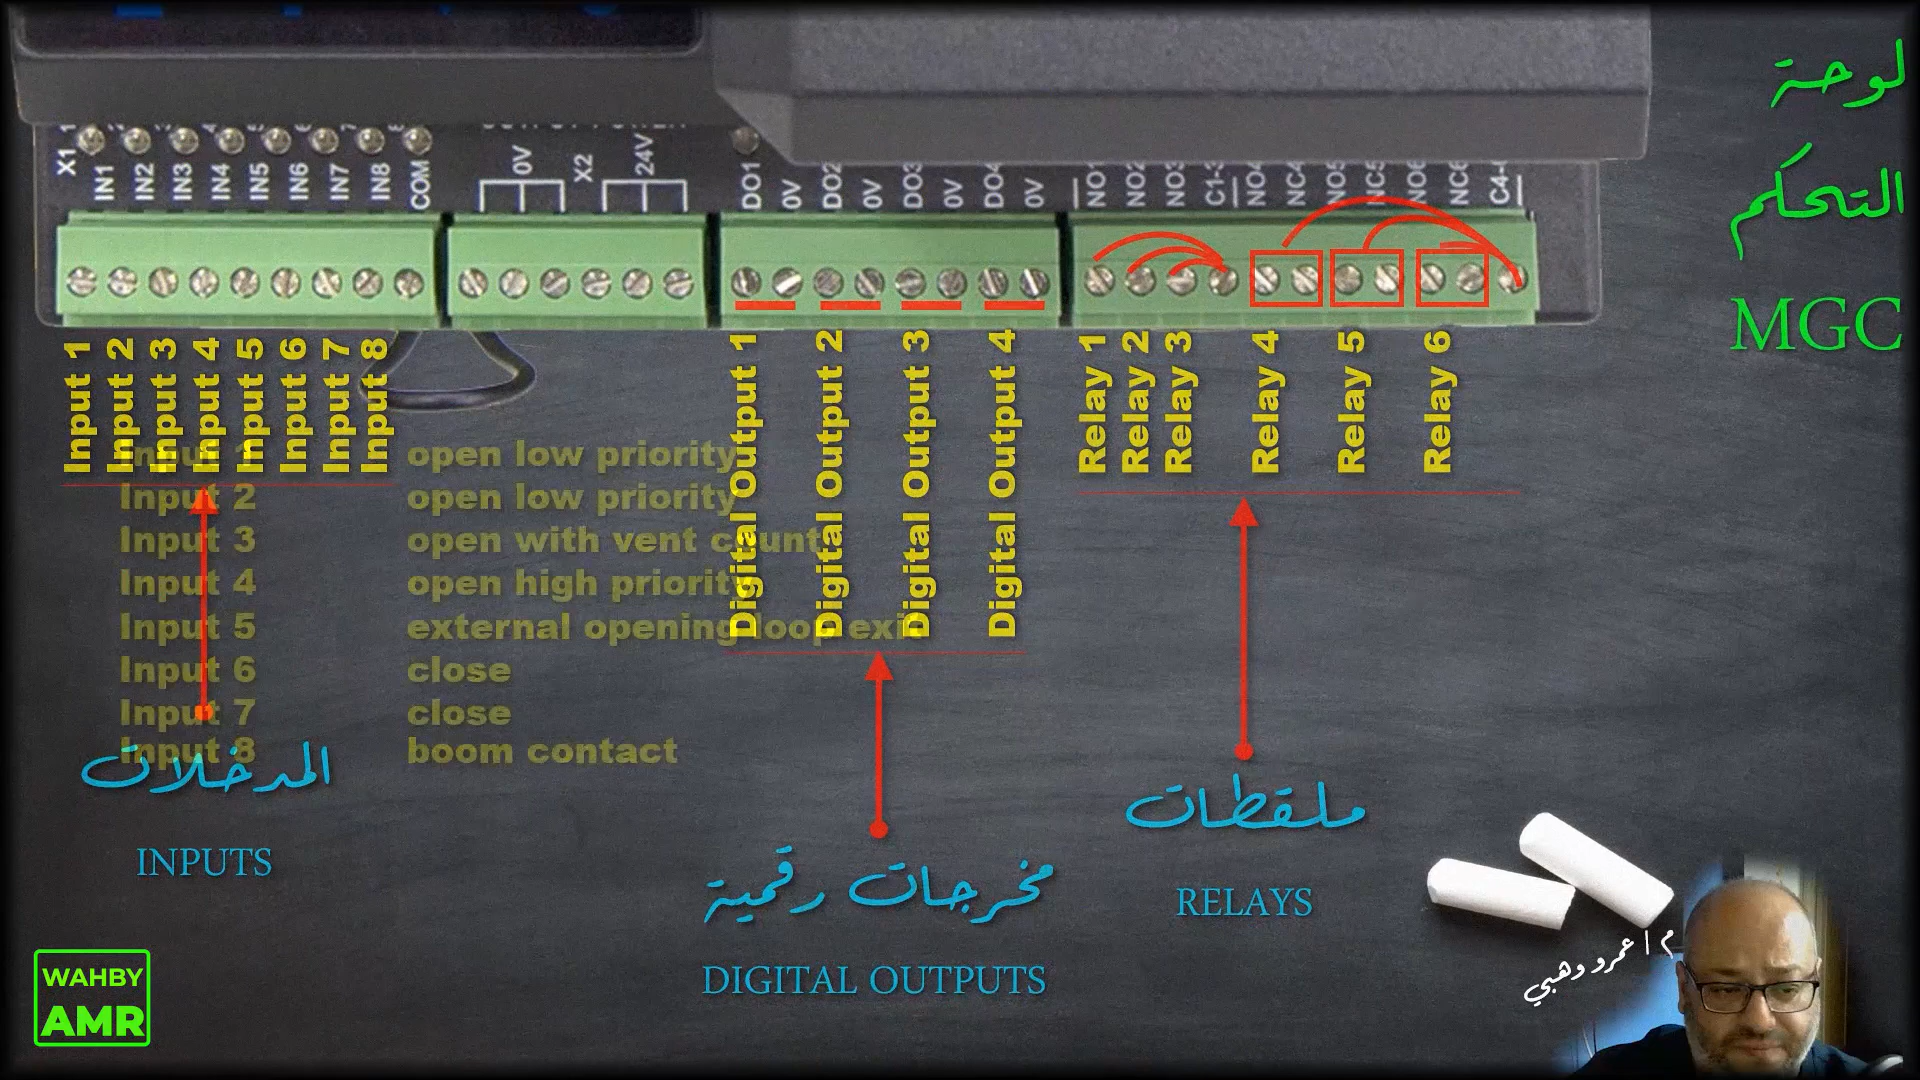 لوحة
التحكم
MGC
X1 IN1 IN2 IN3 IN4 IN5 IN6 IN7 IN8 COM
0V X2 24V
DO1 0V DO2 0V DO3 0V DO4 0V
NO1 NO2 NO3 C1-3 NO4 NC4 NO5 NC5 NO6 NC6
Input 1
Input 2
Input 3
Input 4
Input 5
Input 6
Input 7
Input 8
Digital Output 1
Digital Output 2
Digital Output 3
Digital Output 4
Relay 1
Relay 2
Relay 3
Relay 4
Relay 5
Relay 6
Input 1 open low priority
Input 2 open low priority
Input 3 open with vent count
Input 4 open high priority
Input 5 external opening loop exit
Input 6 close
Input 7 close
Input 8 boom contact
المدخلات
INPUTS
مخرجات رقمية
DIGITAL OUTPUTS
ملقطات
RELAYS
م / عمرو وهبي
WAHBY
AMR